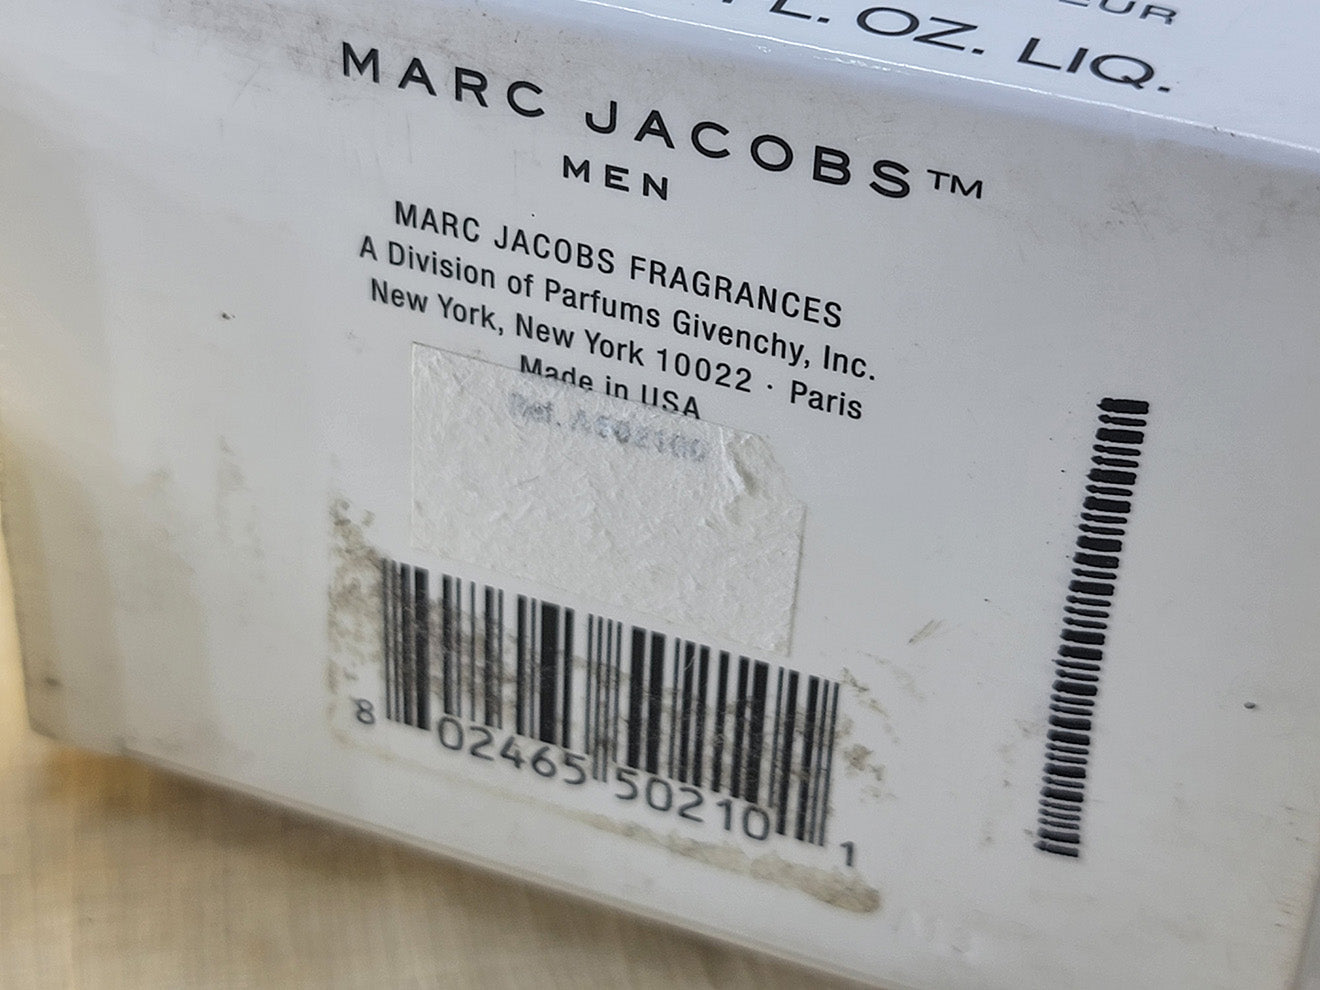 FL. OZ. LIQ.
MARC JACOBS™
MEN
MARC JACOBS FRAGRANCES
A Division of Parfums Givenchy, Inc.
New York, New York 10022 · Paris
Made in USA
Ref.
8 02465 50210 1